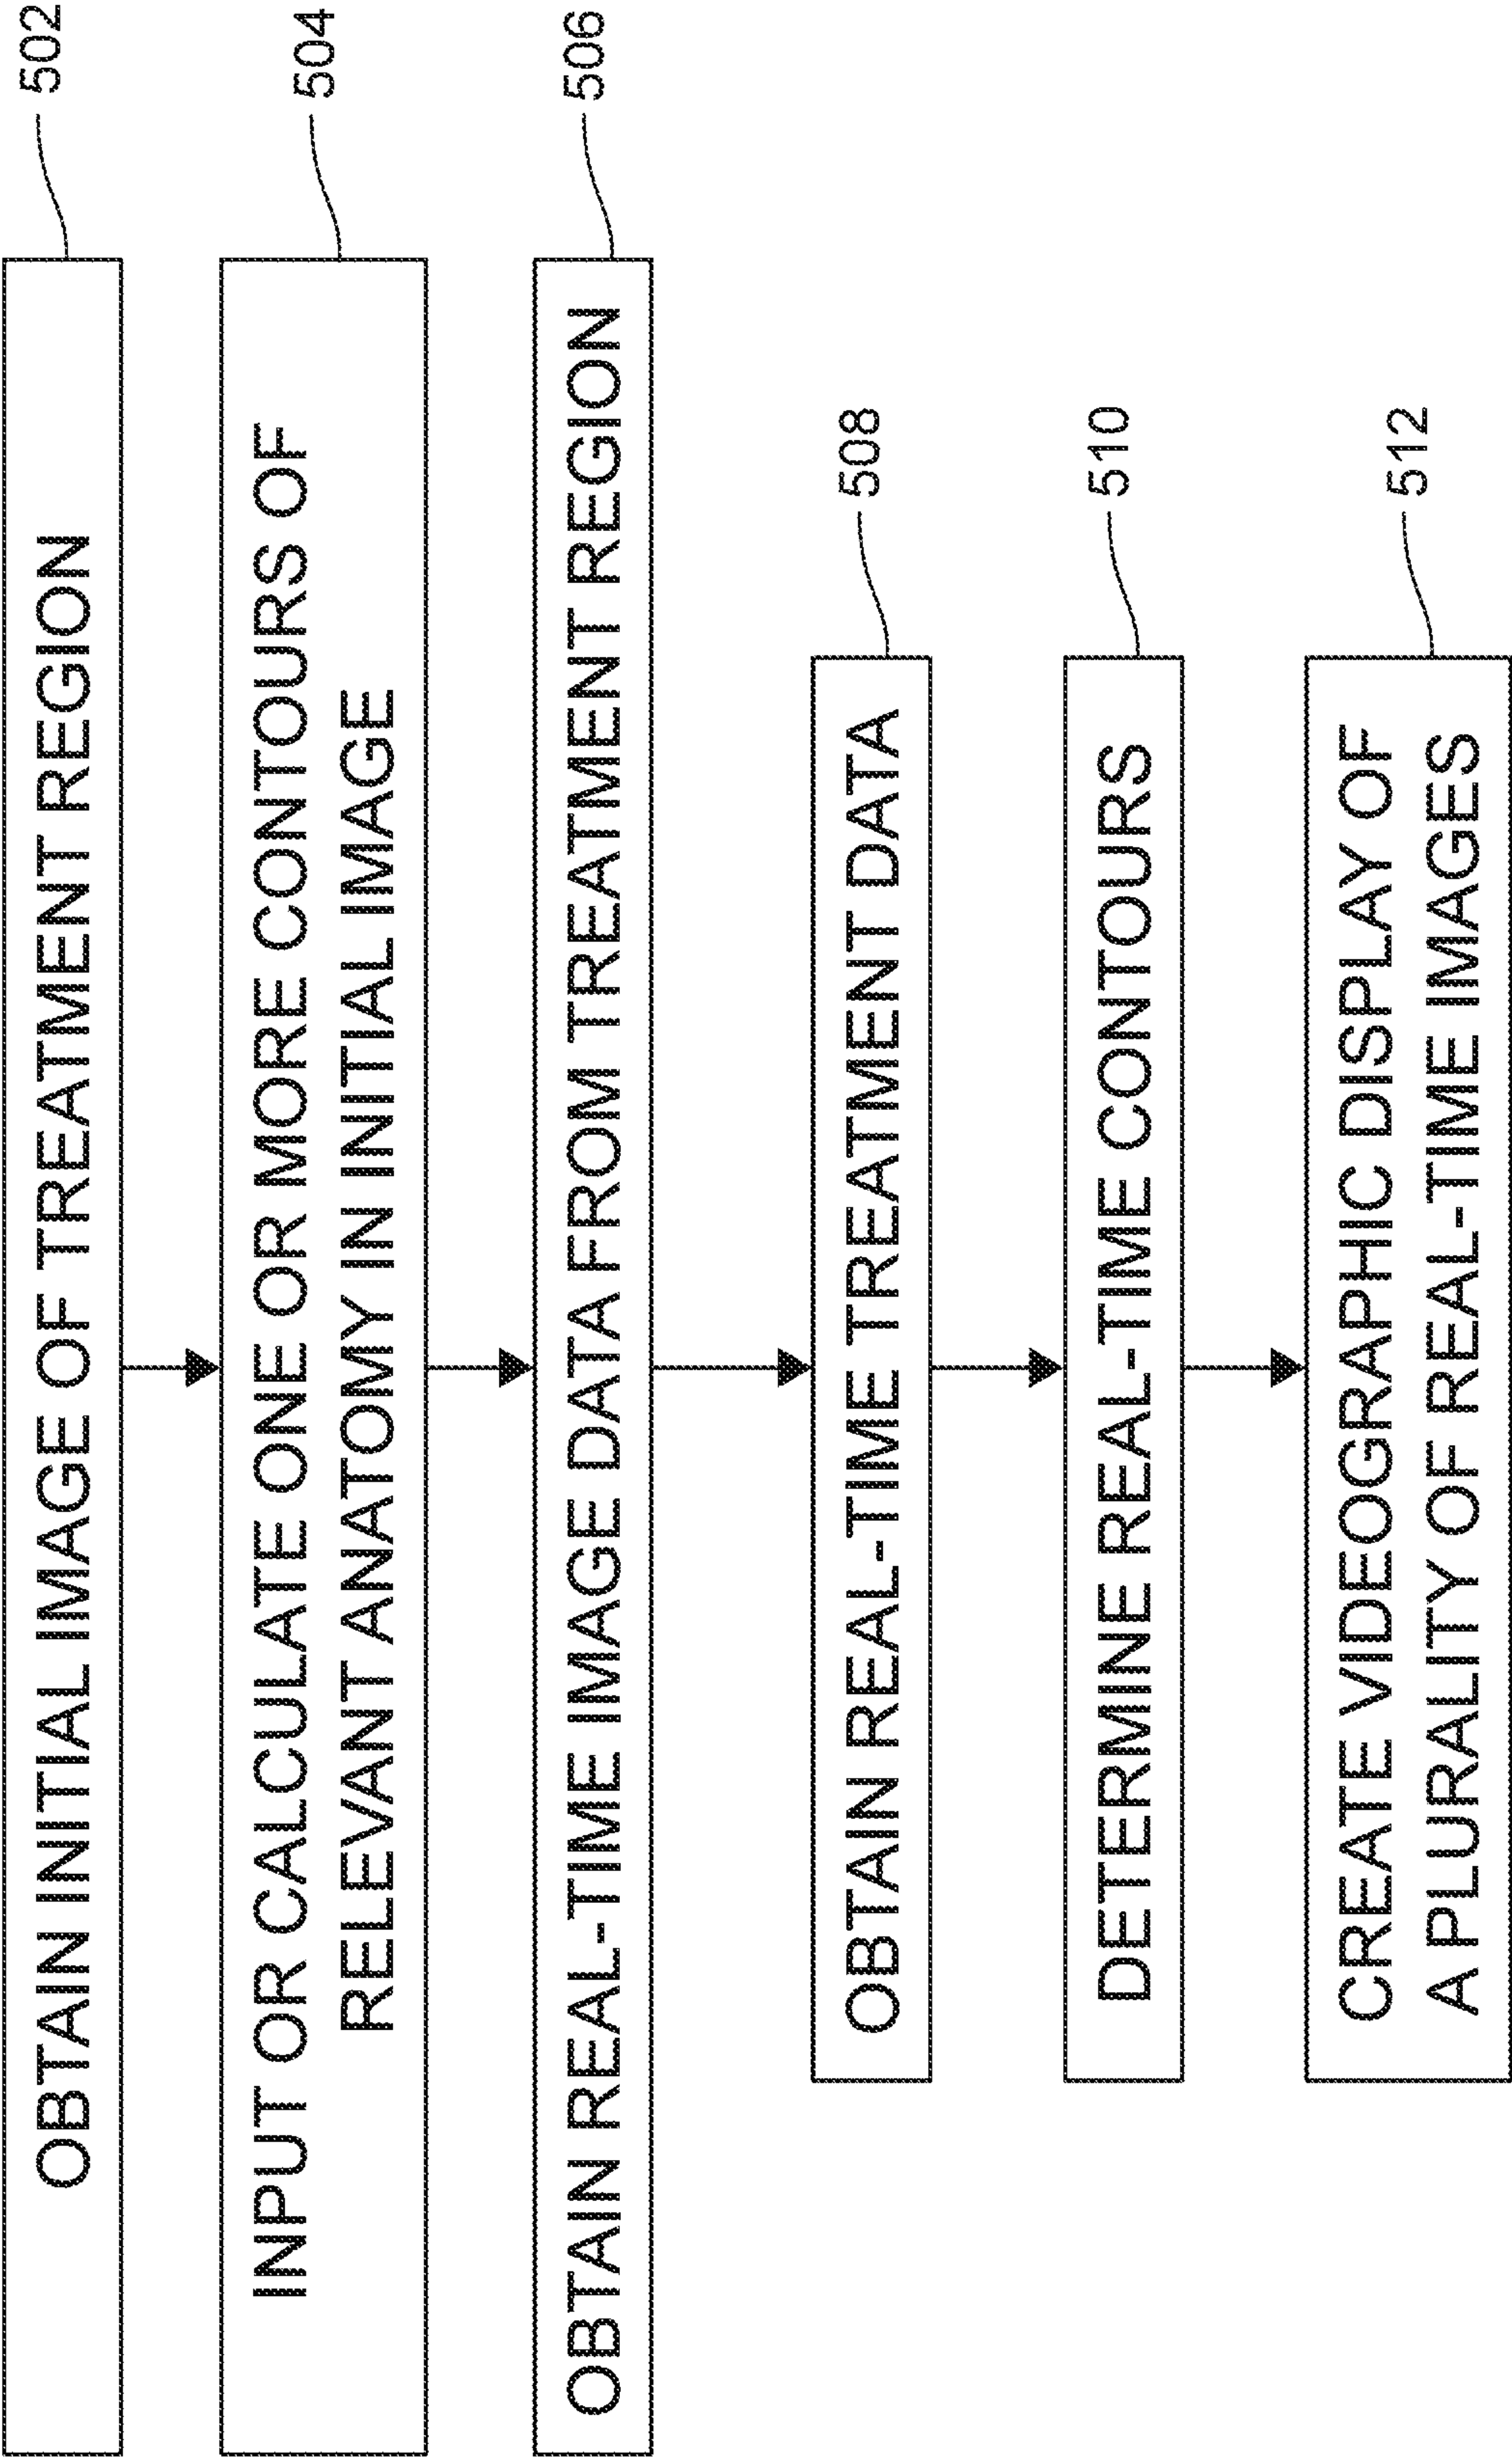 OBTAIN INITIAL IMAGE OF TREATMENT REGION
502
INPUT OR CALCULATE ONE OR MORE CONTOURS OF
RELEVANT ANATOMY IN INITIAL IMAGE
504
OBTAIN REAL-TIME IMAGE DATA FROM TREATMENT REGION
506
OBTAIN REAL-TIME TREATMENT DATA
508
DETERMINE REAL-TIME CONTOURS
510
CREATE VIDEOGRAPHIC DISPLAY OF
A PLURALITY OF REAL-TIME IMAGES
512